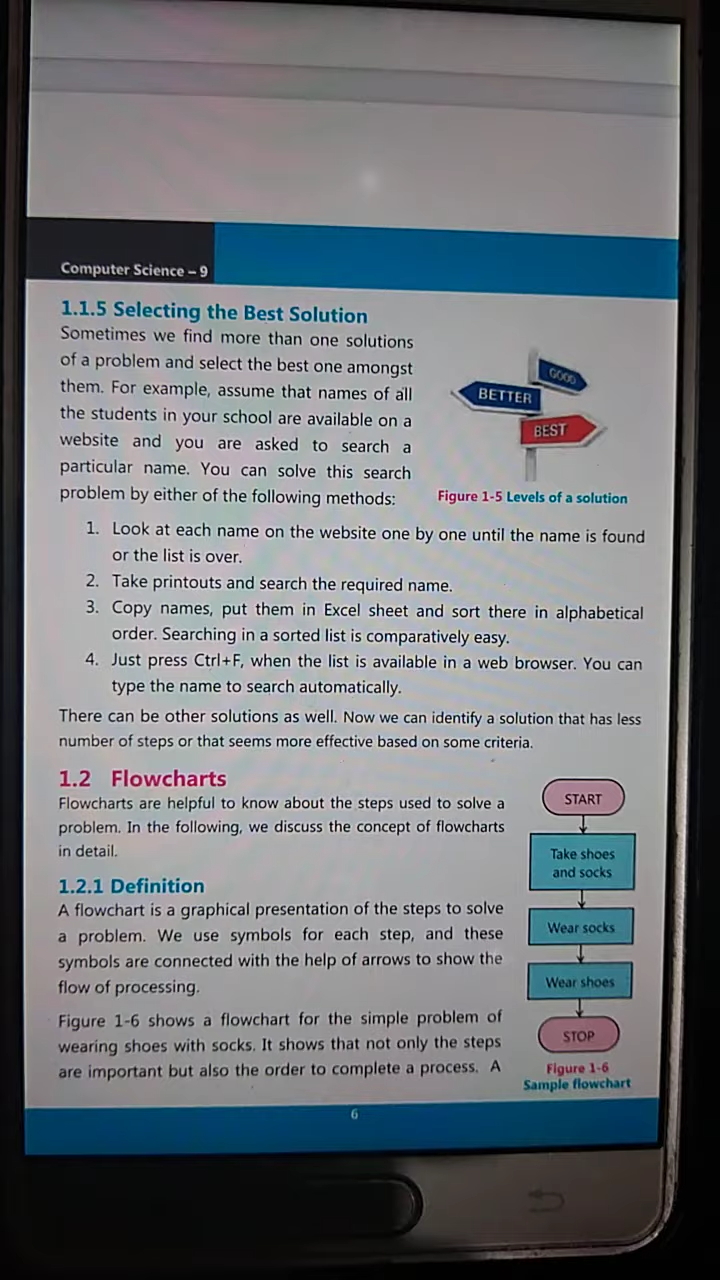 Computer Science – 9
1.1.5 Selecting the Best Solution
Sometimes we find more than one solutions
of a problem and select the best one amongst
them. For example, assume that names of all
the students in your school are available on a
website and you are asked to search a
particular name. You can solve this search
problem by either of the following methods:
GOOD
BETTER
BEST
Figure 1-5 Levels of a solution
1. Look at each name on the website one by one until the name is found
or the list is over.
2. Take printouts and search the required name.
3. Copy names, put them in Excel sheet and sort there in alphabetical
order. Searching in a sorted list is comparatively easy.
4. Just press Ctrl+F, when the list is available in a web browser. You can
type the name to search automatically.
There can be other solutions as well. Now we can identify a solution that has less
number of steps or that seems more effective based on some criteria.
1.2 Flowcharts
Flowcharts are helpful to know about the steps used to solve a
problem. In the following, we discuss the concept of flowcharts
in detail.
1.2.1 Definition
A flowchart is a graphical presentation of the steps to solve
a problem. We use symbols for each step, and these
symbols are connected with the help of arrows to show the
flow of processing.
Figure 1-6 shows a flowchart for the simple problem of
wearing shoes with socks. It shows that not only the steps
are important but also the order to complete a process. A
START
Take shoes
and socks
Wear socks
Wear shoes
STOP
Figure 1-6
Sample flowchart
6